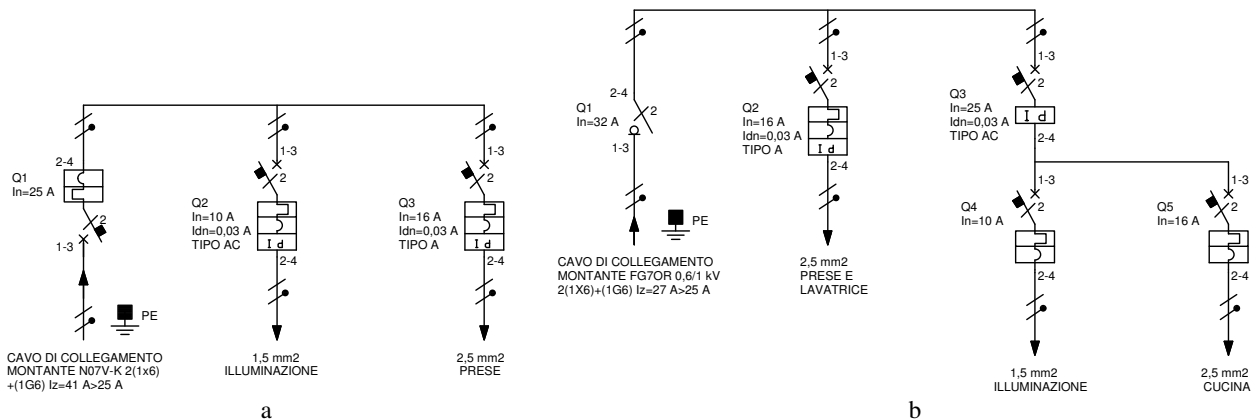 2-4
Q1
In=25 A
2
1-3
PE
CAVO DI COLLEGAMENTO
MONTANTE N07V-K 2(1x6)
+(1G6) Iz=41 A>25 A
1-3
2
Q2
In=10 A
Idn=0,03 A
TIPO AC
I d
2-4
1,5 mm2
ILLUMINAZIONE
1-3
2
Q3
In=16 A
Idn=0,03 A
TIPO A
I d
2-4
2,5 mm2
PRESE
a
2-4
Q1
In=32 A
2
1-3
PE
CAVO DI COLLEGAMENTO
MONTANTE FG7OR 0,6/1 kV
2(1X6)+(1G6) Iz=27 A>25 A
1-3
2
Q2
In=16 A
Idn=0,03 A
TIPO A
I d
2-4
2,5 mm2
PRESE E
LAVATRICE
1-3
2
Q3
In=25 A
Idn=0,03 A
TIPO AC
I d
2-4
1-3
2
Q4
In=10 A
2-4
1,5 mm2
ILLUMINAZIONE
1-3
2
Q5
In=16 A
2-4
2,5 mm2
CUCINA
b